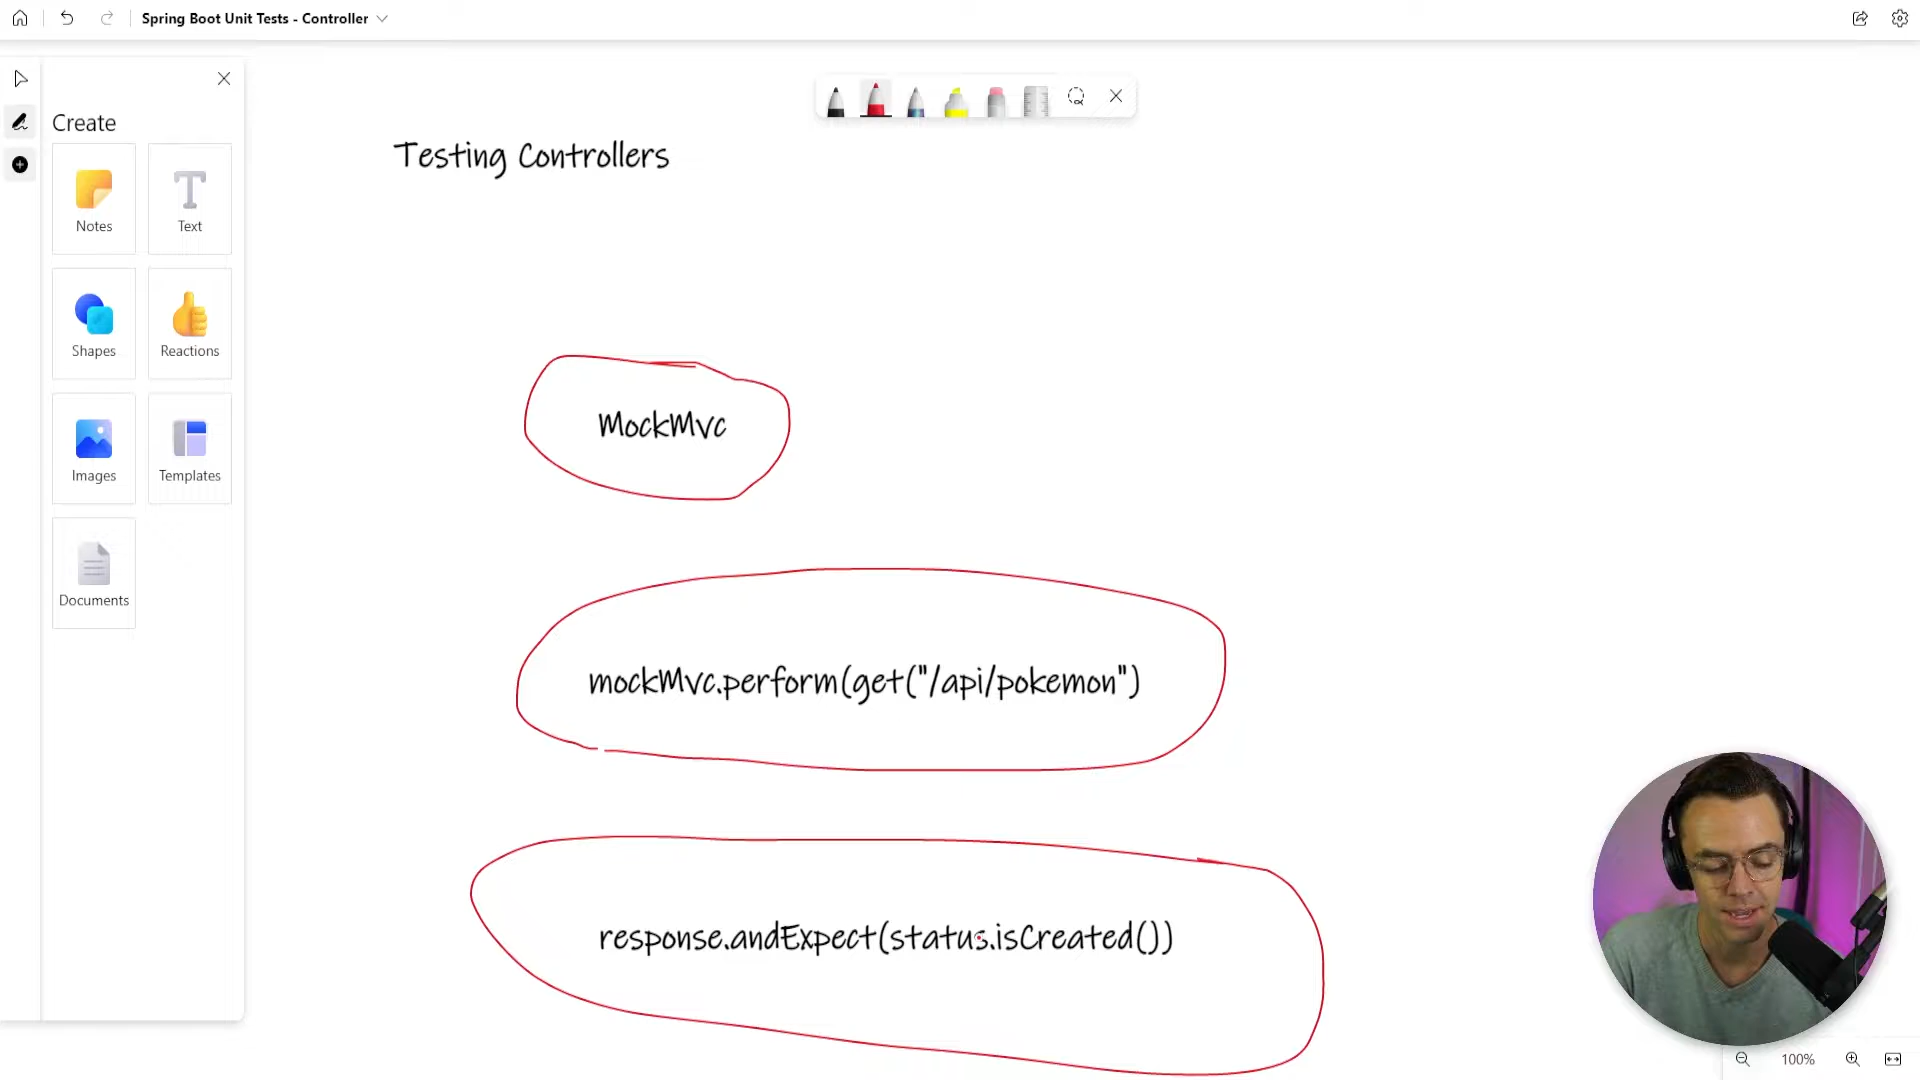 Spring Boot Unit Tests - Controller
Create
Notes
Text
Shapes
Reactions
Images
Templates
Documents
Testing Controllers
MockMvc
mockMvc.perform(get("/api/pokemon")
response.andExpect(status.isCreated())
100%